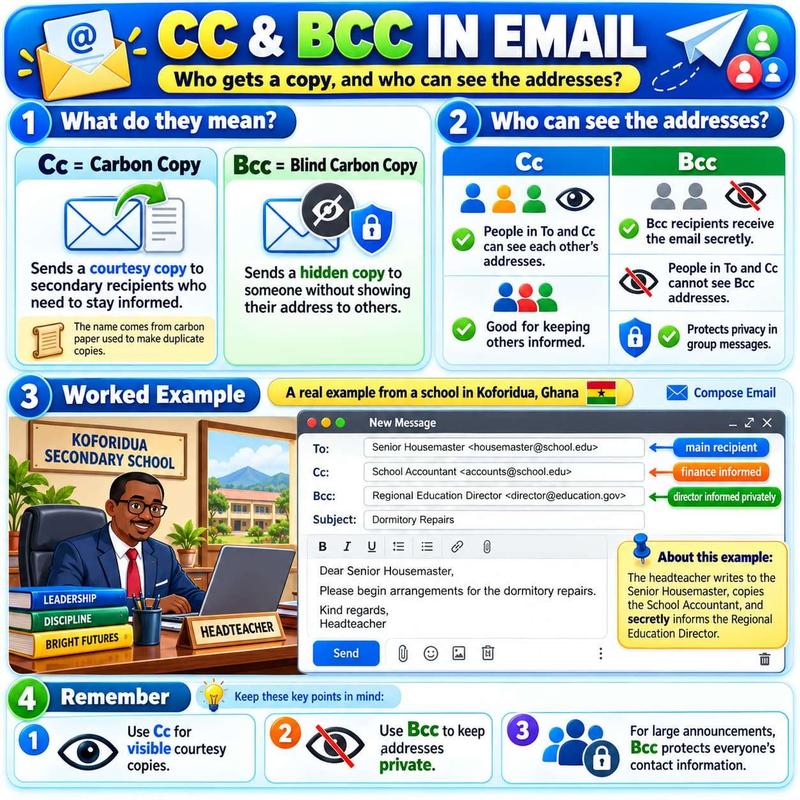 CC & BCC IN EMAIL
Who gets a copy, and who can see the addresses?
1 What do they mean?
Cc = Carbon Copy
Sends a courtesy copy to
secondary recipients who
need to stay informed.
The name comes from carbon
paper used to make duplicate
copies.
Bcc = Blind Carbon Copy
Sends a hidden copy to
someone without showing
their address to others.
2 Who can see the addresses?
Cc
People in To and Cc
can see each other's
addresses.
Good for keeping
others informed.
Bcc
Bcc recipients receive
the email secretly.
People in To and Cc
cannot see Bcc
addresses.
Protects privacy in
group messages.
3 Worked Example
A real example from a school in Koforidua, Ghana
Compose Email
KOFORIDUA
SECONDARY SCHOOL
LEADERSHIP
DISCIPLINE
BRIGHT FUTURES
HEADTEACHER
New Message
To: Senior Housemaster <housemaster@school.edu>
main recipient
Cc: School Accountant <accounts@school.edu>
finance informed
Bcc: Regional Education Director <director@education.gov>
director informed privately
Subject: Dormitory Repairs
B I U
Dear Senior Housemaster,
Please begin arrangements for the dormitory repairs.
Kind regards,
Headteacher
Send
About this example:
The headteacher writes to the
Senior Housemaster, copies
the School Accountant, and
secretly informs the Regional
Education Director.
4 Remember
Keep these key points in mind:
1
Use Cc for
visible courtesy
copies.
2
Use Bcc to keep
addresses
private.
3
For large announcements,
Bcc protects everyone's
contact information.